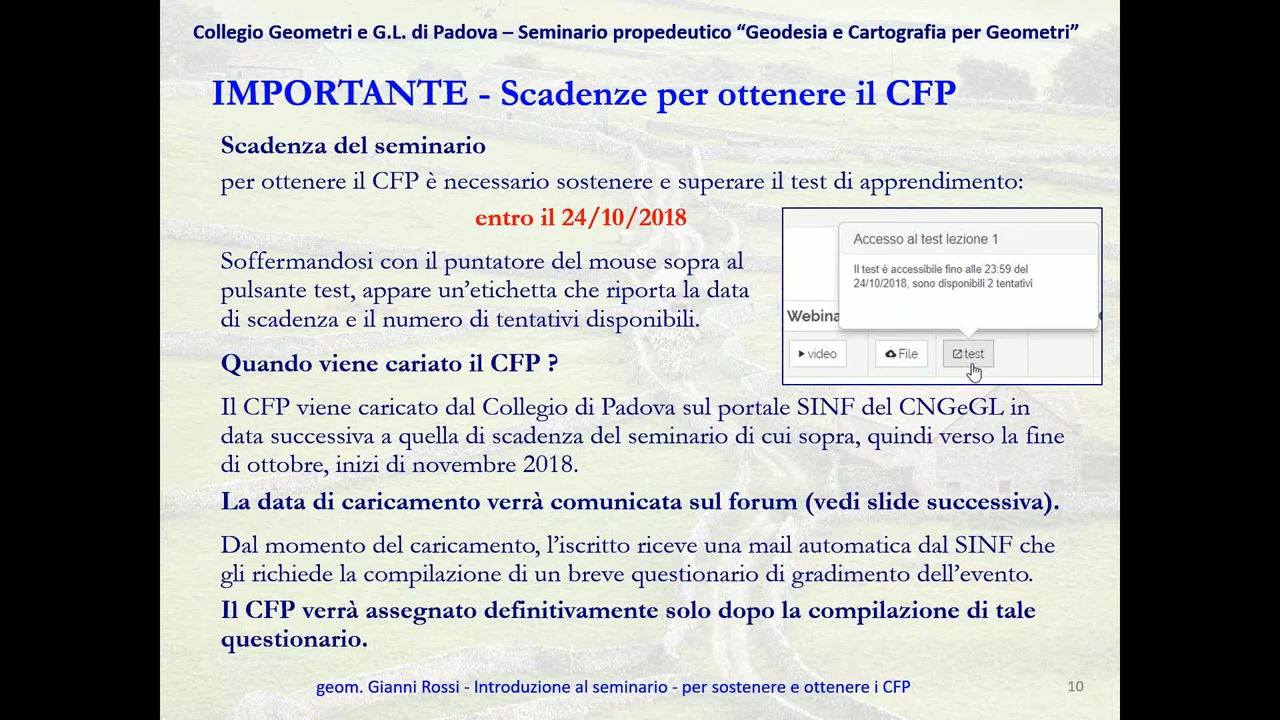 Collegio Geometri e G.L. di Padova – Seminario propedeutico “Geodesia e Cartografia per Geometri”
IMPORTANTE - Scadenze per ottenere il CFP
Scadenza del seminario
per ottenere il CFP è necessario sostenere e superare il test di apprendimento:
entro il 24/10/2018
Soffermandosi con il puntatore del mouse sopra al
pulsante test, appare un’etichetta che riporta la data
di scadenza e il numero di tentativi disponibili.
Accesso al test lezione 1
Il test è accessibile fino alle 23:59 del
24/10/2018, sono disponibili 2 tentativi
Webina
video File test
Quando viene cariato il CFP ?
Il CFP viene caricato dal Collegio di Padova sul portale SINF del CNGeGL in
data successiva a quella di scadenza del seminario di cui sopra, quindi verso la fine
di ottobre, inizi di novembre 2018.
La data di caricamento verrà comunicata sul forum (vedi slide successiva).
Dal momento del caricamento, l’iscritto riceve una mail automatica dal SINF che
gli richiede la compilazione di un breve questionario di gradimento dell’evento.
Il CFP verrà assegnato definitivamente solo dopo la compilazione di tale
questionario.
geom. Gianni Rossi - Introduzione al seminario - per sostenere e ottenere i CFP
10